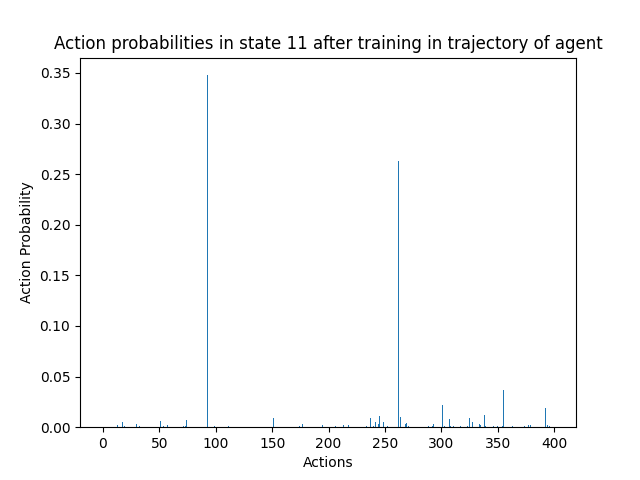 Action probabilities in state 11 after training in trajectory of agent
0.35
0.30
0.25
0.20
0.15
0.10
0.05
0.00
Action Probability
0 50 100 150 200 250 300 350 400
Actions